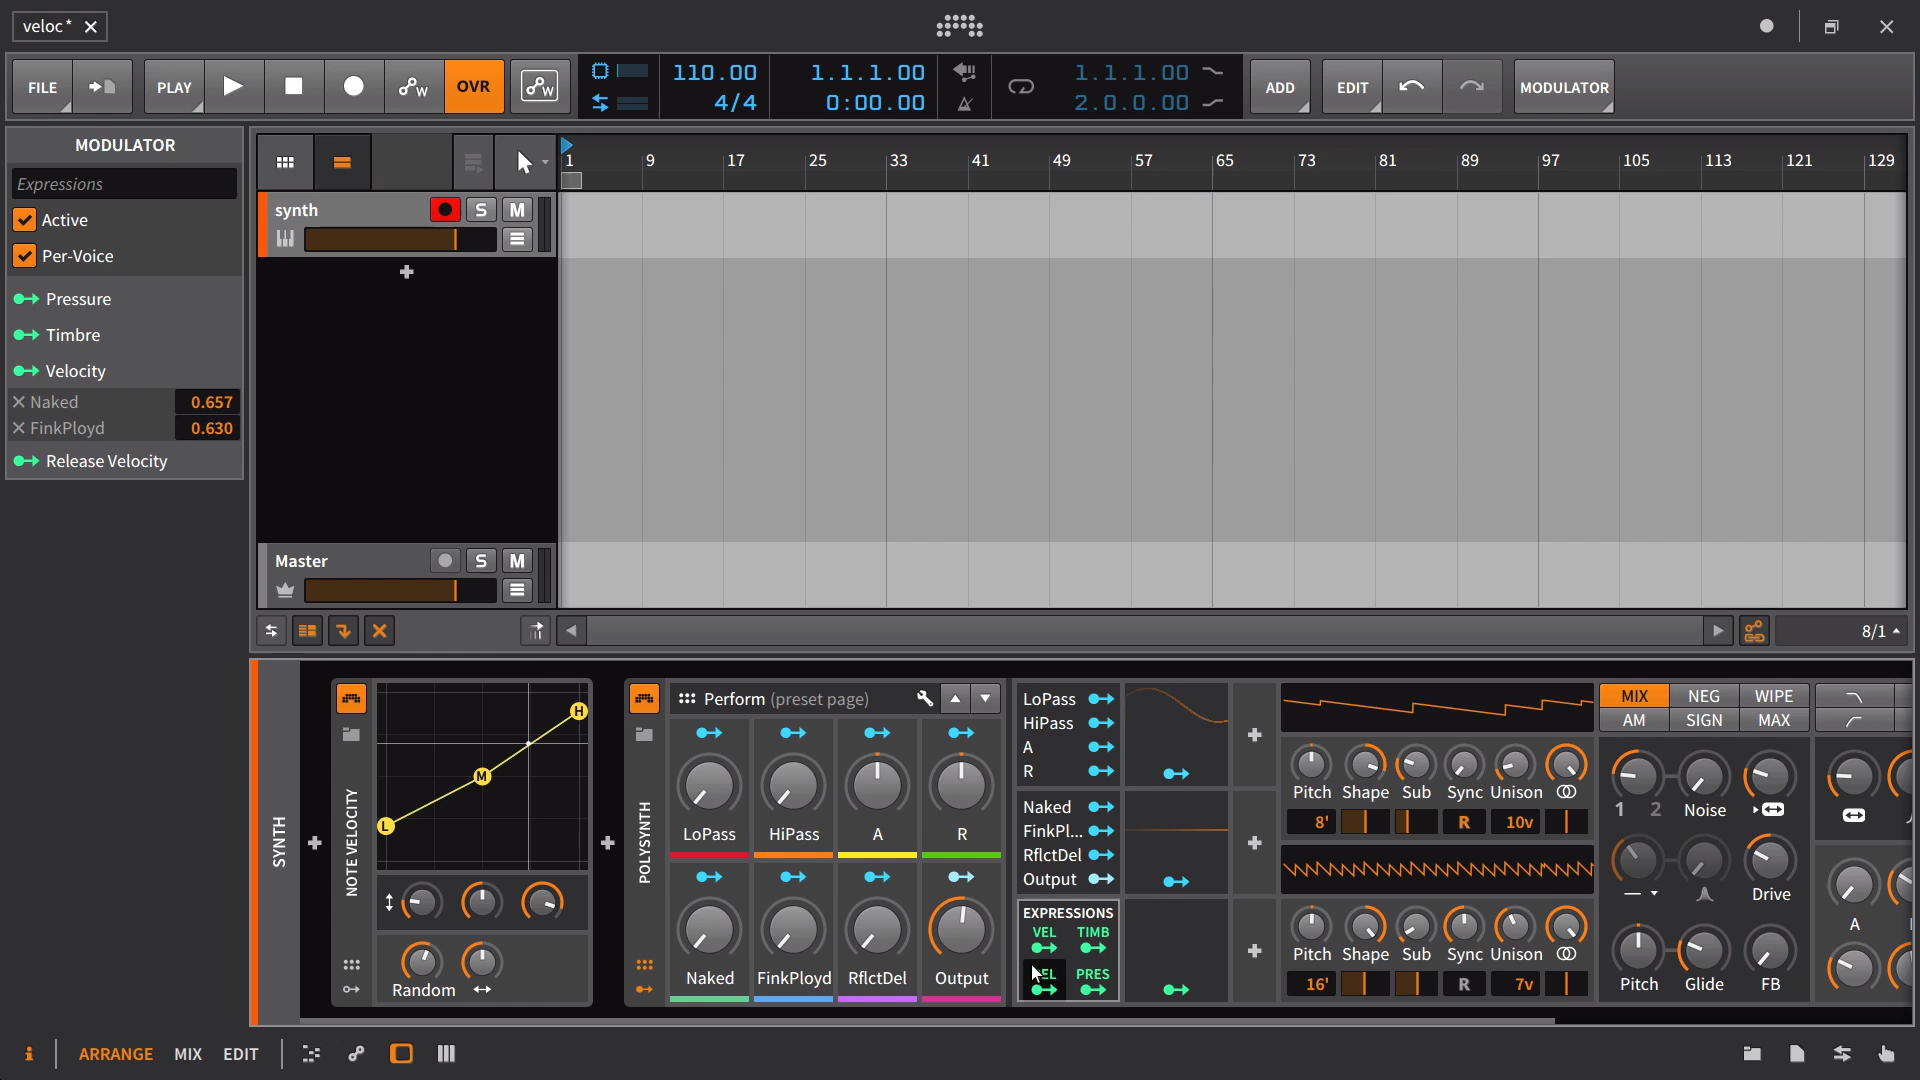 veloc*
FILE
PLAY
OVR
110.00
4/4
1.1.1.00
0:00.00
1.1.1.00
2.0.0.00
ADD
EDIT
MODULATOR
MODULATOR
Expressions
Active
Per-Voice
Pressure
Timbre
Velocity
Naked 0.657
FinkPloyd 0.630
Release Velocity
1 9 17 25 33 41 49 57 65 73 81 89 97 105 113 121 129
synth S M
Master S M
8/1
SYNTH
NOTE VELOCITY
L M H
Random
POLYSYNTH
Perform (preset page)
LoPass HiPass A R
Naked FinkPloyd RflctDel Output
LoPass
HiPass
A
R
Naked
FinkPl...
RflctDel
Output
EXPRESSIONS
VEL TIMB
PRES
Pitch Shape Sub Sync Unison
8' R 10v
Pitch Shape Sub Sync Unison
16' R 7v
MIX NEG WIPE
AM SIGN MAX
1 2 Noise
Drive
Pitch Glide FB
A
ARRANGE MIX EDIT